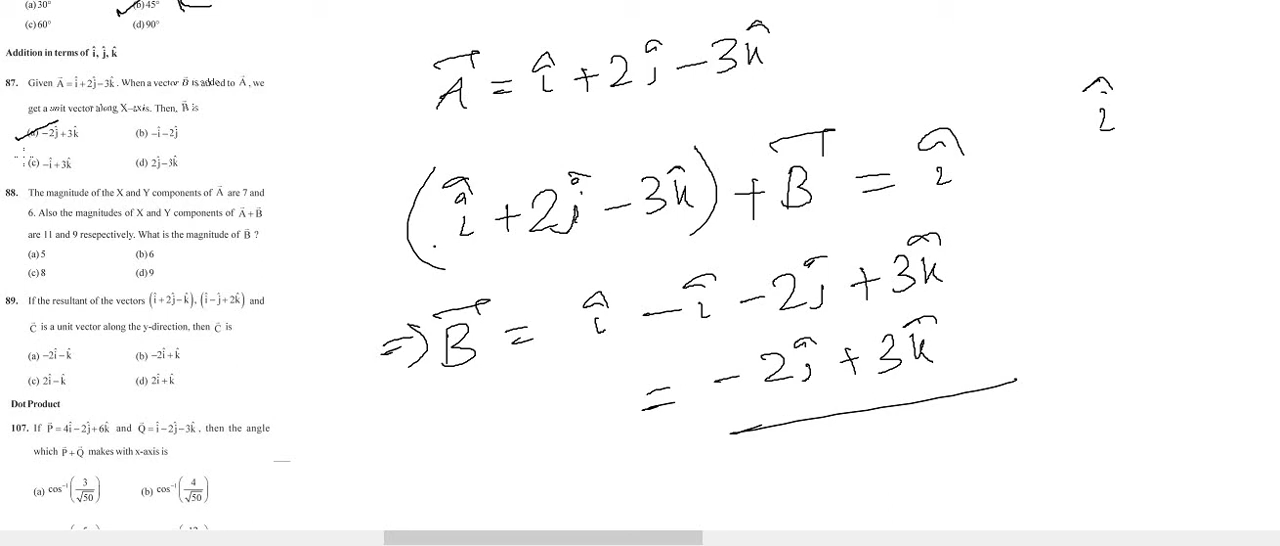 (a) 30° (b) 45°
(c) 60° (d) 90°
Addition in terms of î, ĵ, k̂
87. Given A⃗ = î + 2ĵ − 3k̂. When a vector B⃗ is added to A⃗, we
get a unit vector along X–axis. Then, B⃗ is
(a) −2ĵ + 3k̂ (b) −î − 2ĵ
(c) −î + 3k̂ (d) 2ĵ − 3k̂
88. The magnitude of the X and Y components of A⃗ are 7 and
6. Also the magnitudes of X and Y components of A⃗ + B⃗
are 11 and 9 resepectively. What is the magnitude of B⃗ ?
(a) 5 (b) 6
(c) 8 (d) 9
89. If the resultant of the vectors (î + 2ĵ − k̂), (î − ĵ + 2k̂) and
C⃗ is a unit vector along the y-direction, then C⃗ is
(a) −2î − k̂ (b) −2î + k̂
(c) 2î − k̂ (d) 2î + k̂
Dot Product
107. If P⃗ = 4î − 2ĵ + 6k̂ and Q⃗ = î − 2ĵ − 3k̂, then the angle
which P⃗ + Q⃗ makes with x-axis is
(a) cos⁻¹(3/√50) (b) cos⁻¹(4/√50)
A⃗ = î + 2ĵ − 3k̂
î
(î + 2ĵ − 3k̂) + B⃗ = î
⇒ B⃗ = î − î − 2ĵ + 3k̂
= − 2ĵ + 3k̂